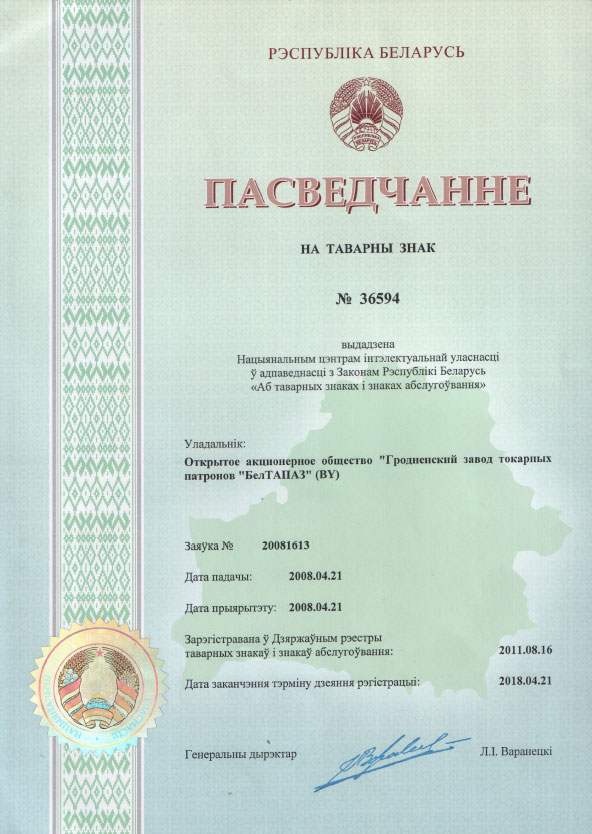 РЭСПУБЛІКА БЕЛАРУСЬ
ПАСВЕДЧАННЕ
НА ТАВАРНЫ ЗНАК
№ 36594
выдадзена
Нацыянальным цэнтрам інтэлектуальнай уласнасці
ў адпаведнасці з Законам Рэспублікі Беларусь
«Аб таварных знаках і знаках абслугоўвання»
Уладальнік:
Открытое акционерное общество "Гродненский завод токарных
патронов "БелТАПАЗ" (BY)
Заяўка № 20081613
Дата падачы: 2008.04.21
Дата прыярытэту: 2008.04.21
Зарэгістравана ў Дзяржаўным рэестры
таварных знакаў і знакаў абслугоўвання: 2011.08.16
Дата заканчэння тэрміну дзеяння рэгістрацыі: 2018.04.21
Генеральны дырэктар Л.І. Варанецкі